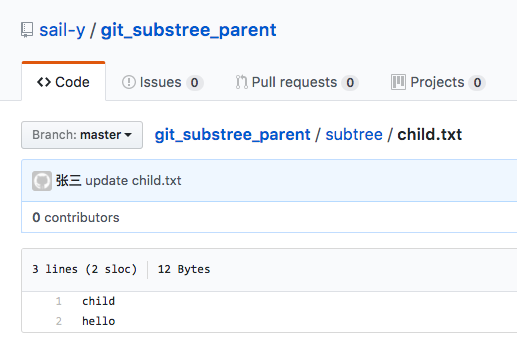 sail-y / git_substree_parent
Code Issues 0 Pull requests 0 Projects 0
Branch: master git_substree_parent / subtree / child.txt
张三 update child.txt
0 contributors
3 lines (2 sloc) 12 Bytes
1 child
2 hello